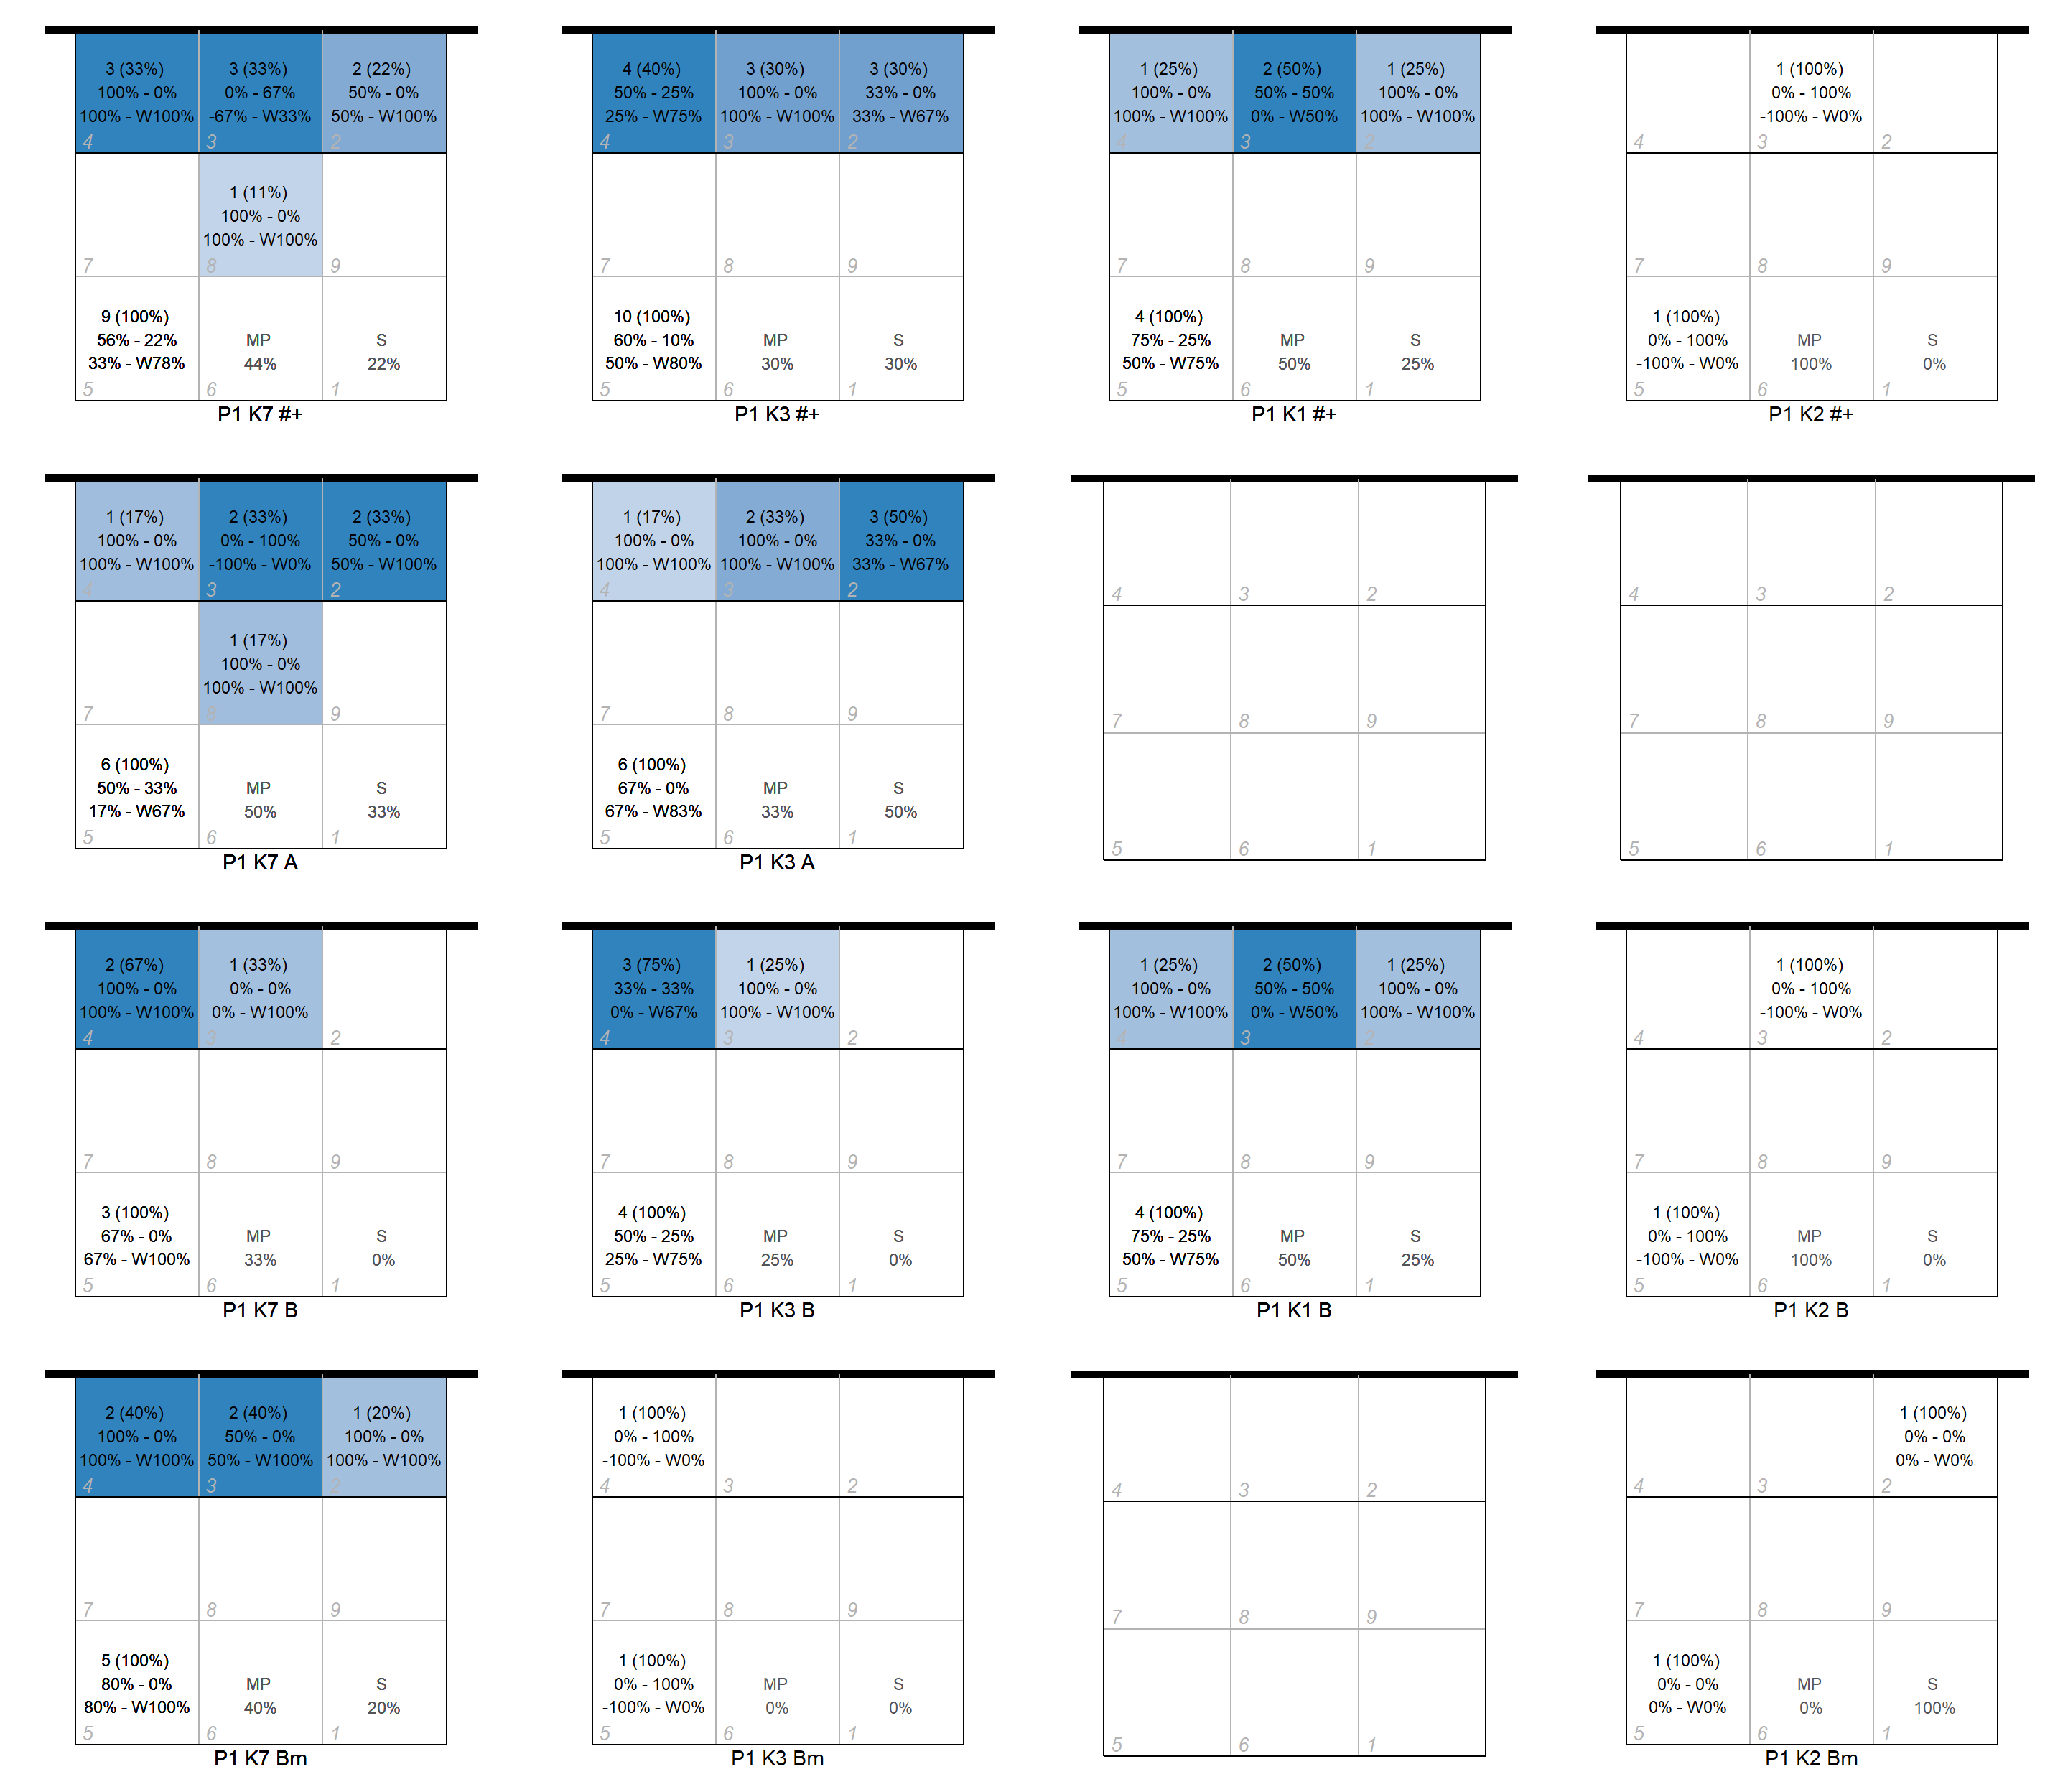 3 (33%) 3 (33%) 2 (22%)
100% - 0% 0% - 67% 50% - 0%
100% - W100% -67% - W33% 50% - W100%
4 3 2
1 (11%)
100% - 0%
100% - W100%
7 8 9
9 (100%)
56% - 22% MP S
33% - W78% 44% 22%
5 6 1
P1 K7 #+
4 (40%) 3 (30%) 3 (30%)
50% - 25% 100% - 0% 33% - 0%
25% - W75% 100% - W100% 33% - W67%
4 3 2
7 8 9
10 (100%)
60% - 10% MP S
50% - W80% 30% 30%
5 6 1
P1 K3 #+
1 (25%) 2 (50%) 1 (25%)
100% - 0% 50% - 50% 100% - 0%
100% - W100% 0% - W50% 100% - W100%
4 3 2
7 8 9
4 (100%)
75% - 25% MP S
50% - W75% 50% 25%
5 6 1
P1 K1 #+
1 (100%)
0% - 100%
-100% - W0%
4 3 2
7 8 9
1 (100%)
0% - 100% MP S
-100% - W0% 100% 0%
5 6 1
P1 K2 #+
1 (17%) 2 (33%) 2 (33%)
100% - 0% 0% - 100% 50% - 0%
100% - W100% -100% - W0% 50% - W100%
4 3 2
1 (17%)
100% - 0%
100% - W100%
7 8 9
6 (100%)
50% - 33% MP S
17% - W67% 50% 33%
5 6 1
P1 K7 A
1 (17%) 2 (33%) 3 (50%)
100% - 0% 100% - 0% 33% - 0%
100% - W100% 100% - W100% 33% - W67%
4 3 2
7 8 9
6 (100%)
67% - 0% MP S
67% - W83% 33% 50%
5 6 1
P1 K3 A
4 3 2
7 8 9
5 6 1
4 3 2
7 8 9
5 6 1
2 (67%) 1 (33%)
100% - 0% 0% - 0%
100% - W100% 0% - W100%
4 3 2
7 8 9
3 (100%)
67% - 0% MP S
67% - W100% 33% 0%
5 6 1
P1 K7 B
3 (75%) 1 (25%)
33% - 33% 100% - 0%
0% - W67% 100% - W100%
4 3 2
7 8 9
4 (100%)
50% - 25% MP S
25% - W75% 25% 0%
5 6 1
P1 K3 B
1 (25%) 2 (50%) 1 (25%)
100% - 0% 50% - 50% 100% - 0%
100% - W100% 0% - W50% 100% - W100%
4 3 2
7 8 9
4 (100%)
75% - 25% MP S
50% - W75% 50% 25%
5 6 1
P1 K1 B
1 (100%)
0% - 100%
-100% - W0%
4 3 2
7 8 9
1 (100%)
0% - 100% MP S
-100% - W0% 100% 0%
5 6 1
P1 K2 B
2 (40%) 2 (40%) 1 (20%)
100% - 0% 50% - 0% 100% - 0%
100% - W100% 50% - W100% 100% - W100%
4 3 2
7 8 9
5 (100%)
80% - 0% MP S
80% - W100% 40% 20%
5 6 1
P1 K7 Bm
1 (100%)
0% - 100%
-100% - W0%
4 3 2
7 8 9
1 (100%)
0% - 100% MP S
-100% - W0% 0% 0%
5 6 1
P1 K3 Bm
4 3 2
7 8 9
5 6 1
1 (100%)
0% - 0%
0% - W0%
4 3 2
7 8 9
1 (100%)
0% - 0% MP S
0% - W0% 0% 100%
5 6 1
P1 K2 Bm